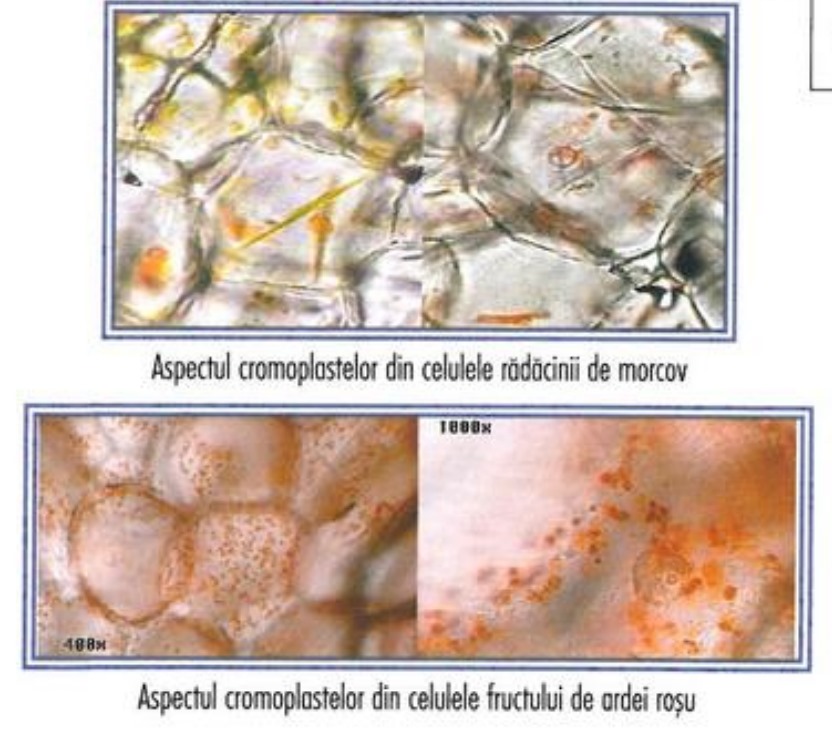 Aspectul cromoplastelor din celulele rădăcinii de morcov
1000x
400x
Aspectul cromoplastelor din celulele fructului de ardei roșu